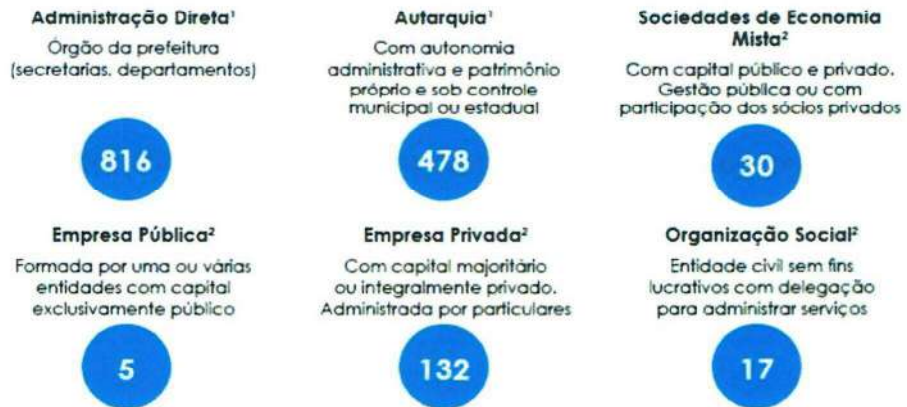 Administração Direta¹
Órgão da prefeitura
(secretarias, departamentos)
816
Autarquia¹
Com autonomia
administrativa e patrimônio
próprio e sob controle
municipal ou estadual
478
Sociedades de Economia
Mista²
Com capital público e privado.
Gestão pública ou com
participação dos sócios privados
30
Empresa Pública²
Formada por uma ou várias
entidades com capital
exclusivamente público
5
Empresa Privada²
Com capital majoritário
ou integralmente privado.
Administrada por particulares
132
Organização Social²
Entidade civil sem fins
lucrativos com delegação
para administrar serviços
17